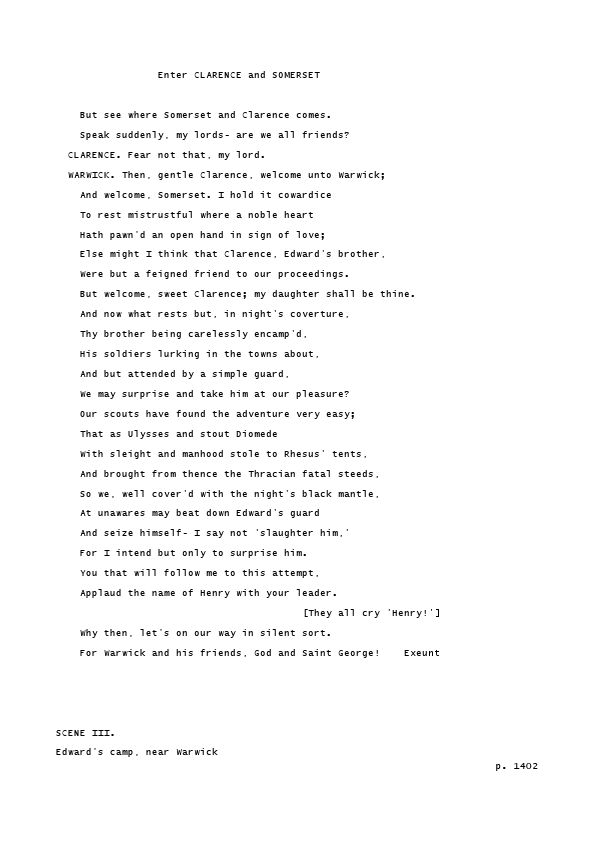 Enter CLARENCE and SOMERSET
But see where Somerset and Clarence comes.
Speak suddenly, my lords- are we all friends?
CLARENCE. Fear not that, my lord.
WARWICK. Then, gentle Clarence, welcome unto Warwick;
And welcome, Somerset. I hold it cowardice
To rest mistrustful where a noble heart
Hath pawn'd an open hand in sign of love;
Else might I think that Clarence, Edward's brother,
Were but a feigned friend to our proceedings.
But welcome, sweet Clarence; my daughter shall be thine.
And now what rests but, in night's coverture,
Thy brother being carelessly encamp'd,
His soldiers lurking in the towns about,
And but attended by a simple guard,
We may surprise and take him at our pleasure?
Our scouts have found the adventure very easy;
That as Ulysses and stout Diomede
With sleight and manhood stole to Rhesus' tents,
And brought from thence the Thracian fatal steeds,
So we, well cover'd with the night's black mantle,
At unawares may beat down Edward's guard
And seize himself- I say not 'slaughter him,'
For I intend but only to surprise him.
You that will follow me to this attempt,
Applaud the name of Henry with your leader.
[They all cry 'Henry!']
Why then, let's on our way in silent sort.
For Warwick and his friends, God and Saint George! Exeunt
SCENE III.
Edward's camp, near Warwick
p. 1402